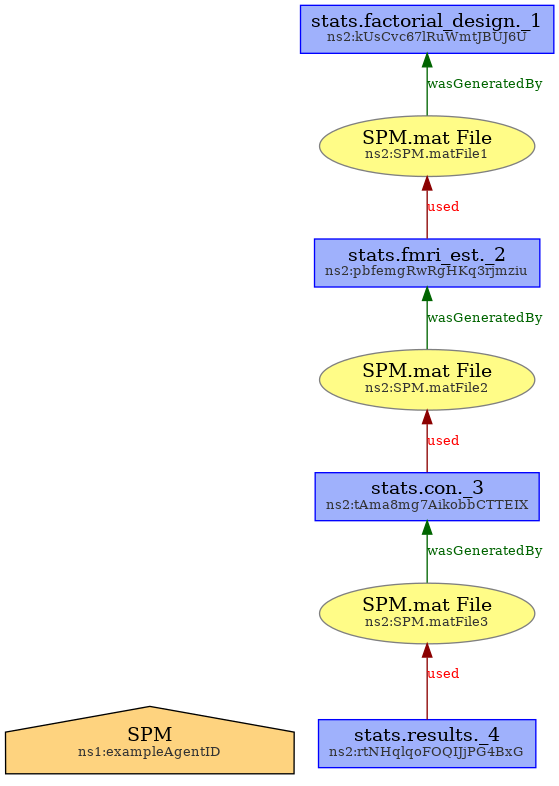 stats.factorial_design._1
ns2:kUsCvc67lRuWmtJBUJ6U
wasGeneratedBy
SPM.mat File
ns2:SPM.matFile1
used
stats.fmri_est._2
ns2:pbfemgRwRgHKq3rjmziu
wasGeneratedBy
SPM.mat File
ns2:SPM.matFile2
used
stats.con._3
ns2:tAma8mg7AikobbCTTEIX
wasGeneratedBy
SPM.mat File
ns2:SPM.matFile3
used
SPM
ns1:exampleAgentID
stats.results._4
ns2:rtNHqlqoFOQIJjPG4BxG